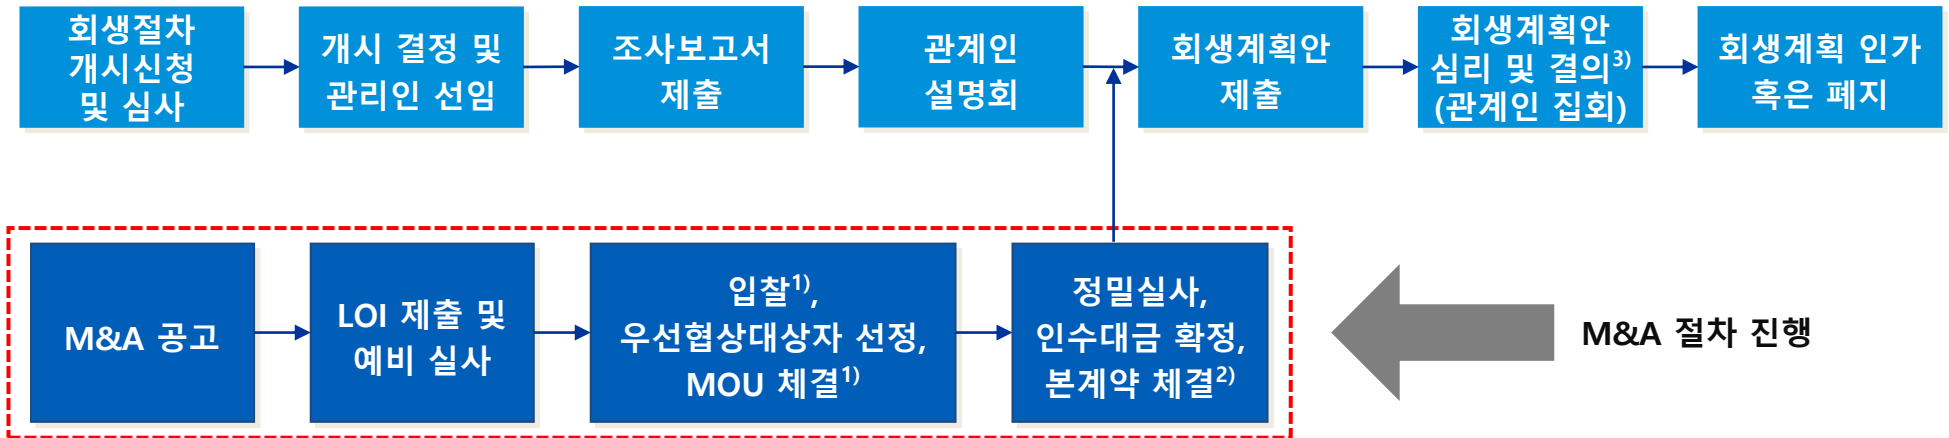 회생절차
개시신청
및 심사
개시 결정 및
관리인 선임
조사보고서
제출
관계인
설명회
회생계획안
제출
회생계획안
심리 및 결의3)
(관계인 집회)
회생계획 인가
혹은 폐지
M&A 공고
LOI 제출 및
예비 실사
입찰1),
우선협상대상자 선정,
MOU 체결1)
정밀실사,
인수대금 확정,
본계약 체결2)
M&A 절차 진행